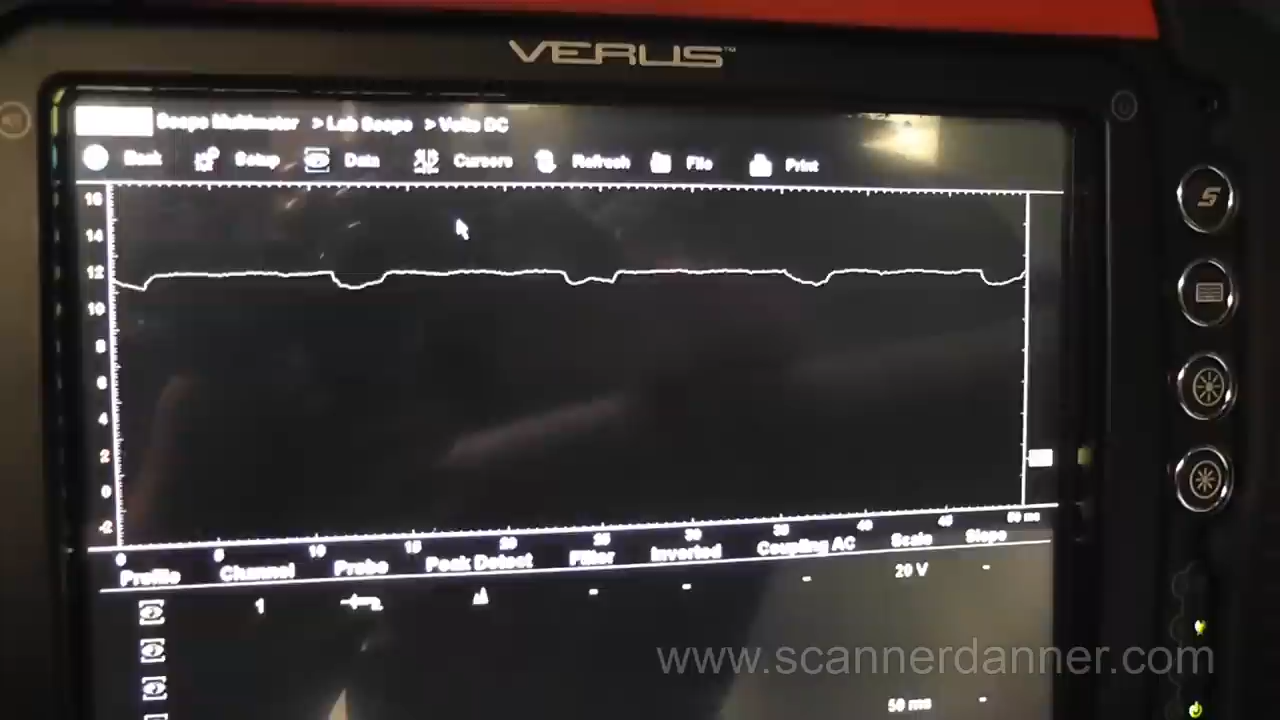 VERUS™
Scope Multimeter > Lab Scope > Volts DC
Back Setup Data Cursors Refresh File Print
S
16
14
12
10
8
6
4
2
0
-2
0 5 10 15 20 25 30 35 40 45 50 ms
Profile Channel Probe Peak Detect Filter Inverted Coupling AC Scale Slope
1 - - - 20 V -
50 ms -
www.scannerdanner.com